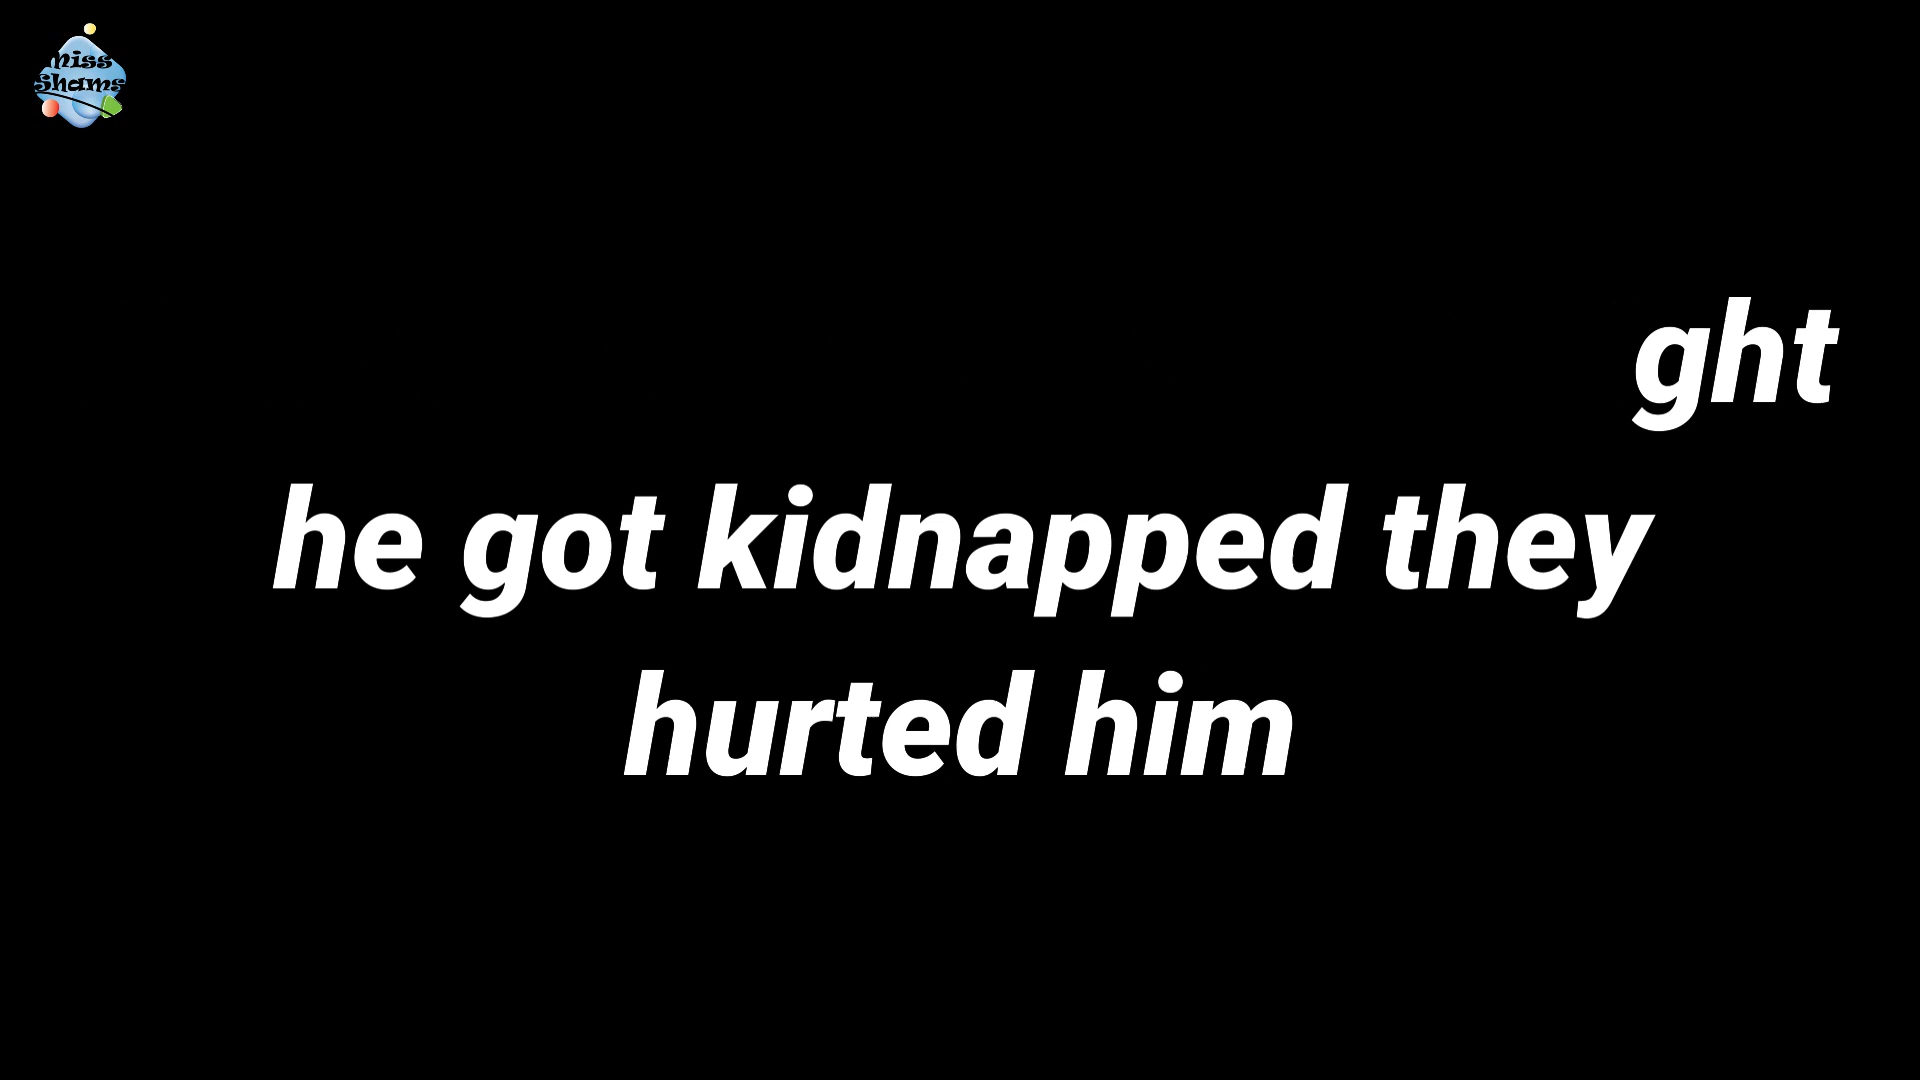 Miss
Shams
ght
he got kidnapped they
hurted him